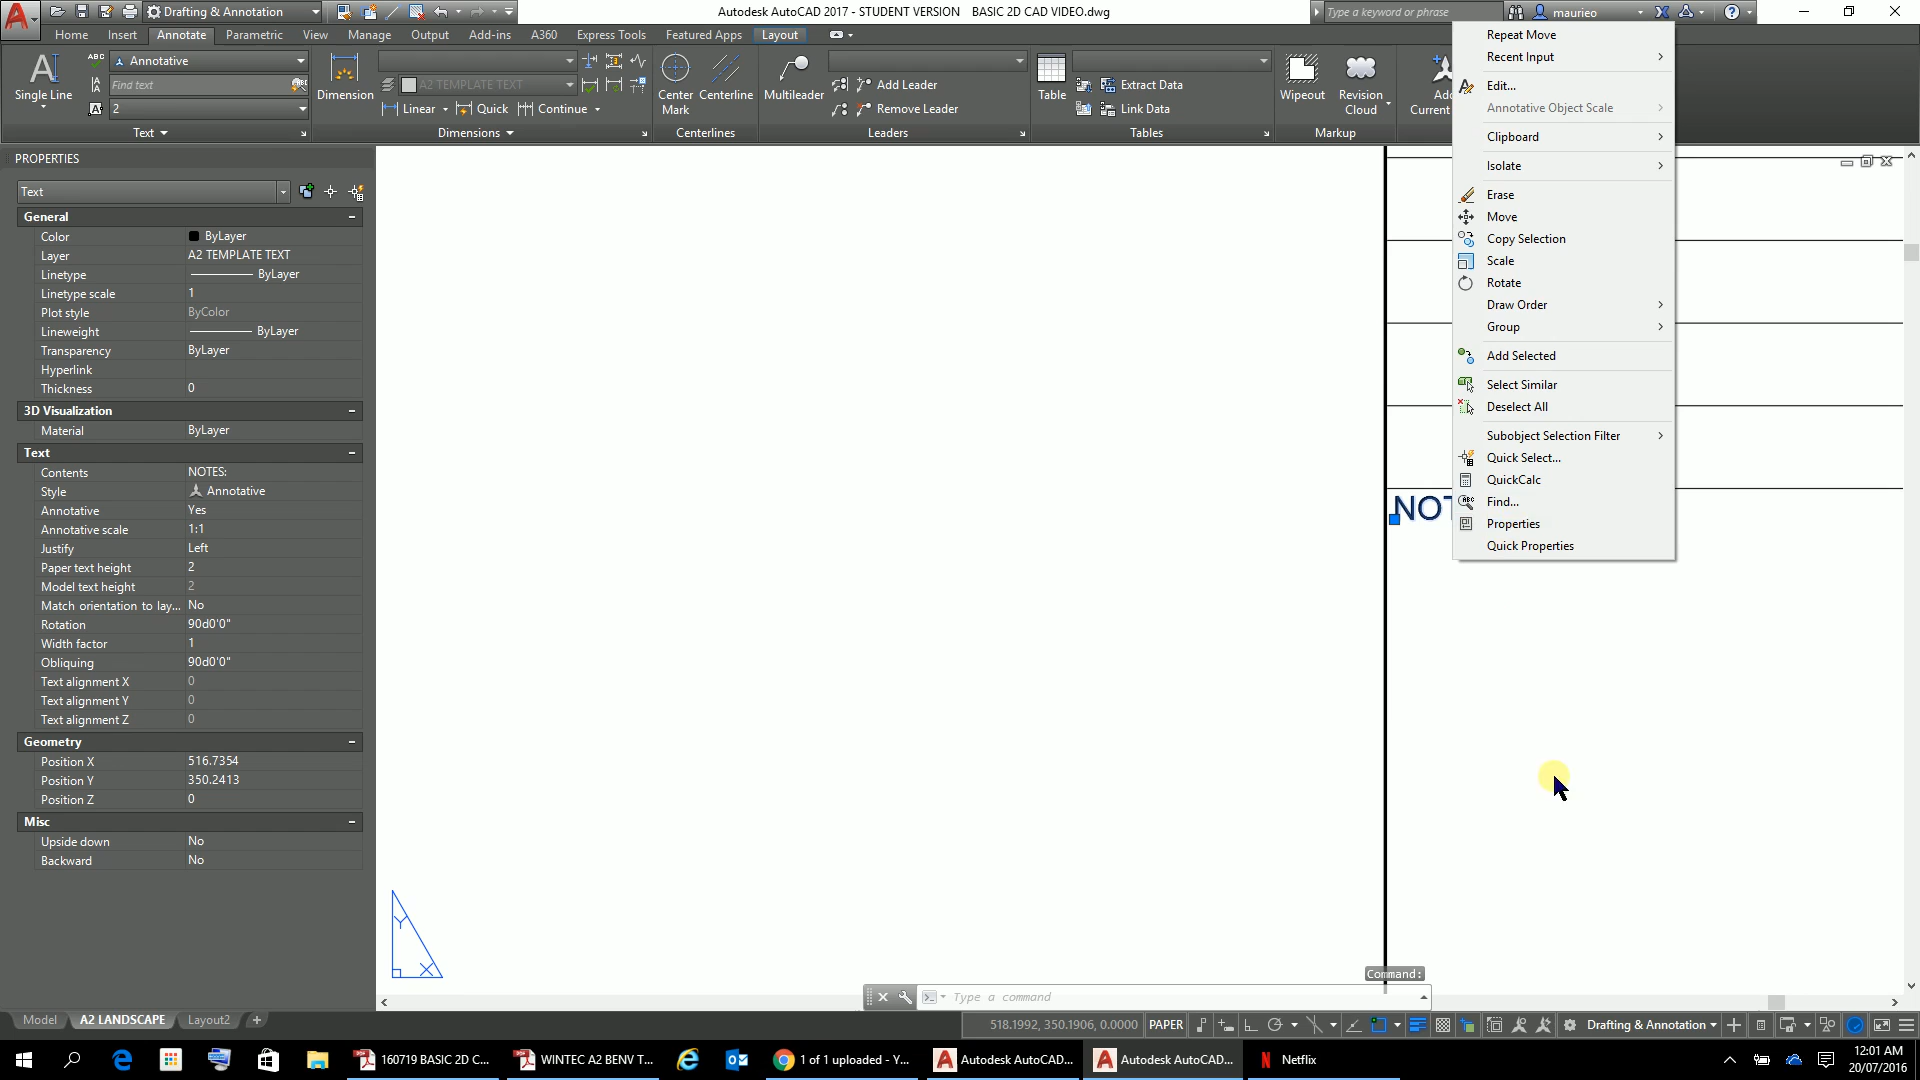 Drafting & Annotation
Autodesk AutoCAD 2017 - STUDENT VERSION BASIC 2D CAD VIDEO.dwg
Type a keyword or phrase
maurieo
Home Insert Annotate Parametric View Manage Output Add-ins A360 Express Tools Featured Apps Layout
Single Line
Annotative
Find text
2
Text
Dimension
A2 TEMPLATE TEXT
Linear Quick Continue
Dimensions
Center Mark
Centerline
Centerlines
Multileader
Add Leader
Remove Leader
Leaders
Table
Extract Data
Link Data
Tables
Wipeout
Revision Cloud
Markup
Repeat Move
Recent Input
Edit...
Annotative Object Scale
Clipboard
Isolate
Erase
Move
Copy Selection
Scale
Rotate
Draw Order
Group
Add Selected
Select Similar
Deselect All
Subobject Selection Filter
Quick Select...
QuickCalc
Find...
Properties
Quick Properties
PROPERTIES
Text
General
Color ByLayer
Layer A2 TEMPLATE TEXT
Linetype ByLayer
Linetype scale 1
Plot style ByColor
Lineweight ByLayer
Transparency ByLayer
Hyperlink
Thickness 0
3D Visualization
Material ByLayer
Text
Contents NOTES:
Style Annotative
Annotative Yes
Annotative scale 1:1
Justify Left
Paper text height 2
Model text height 2
Match orientation to lay... No
Rotation 90d0'0"
Width factor 1
Obliquing 90d0'0"
Text alignment X 0
Text alignment Y 0
Text alignment Z 0
Geometry
Position X 516.7354
Position Y 350.2413
Position Z 0
Misc
Upside down No
Backward No
Y
X
Command:
Type a command
Model A2 LANDSCAPE Layout2
518.1992, 350.1906, 0.0000 PAPER
Drafting & Annotation
160719 BASIC 2D C...
WINTEC A2 BENV T...
1 of 1 uploaded - Y...
Autodesk AutoCAD...
Autodesk AutoCAD...
Netflix
12:01 AM
20/07/2016